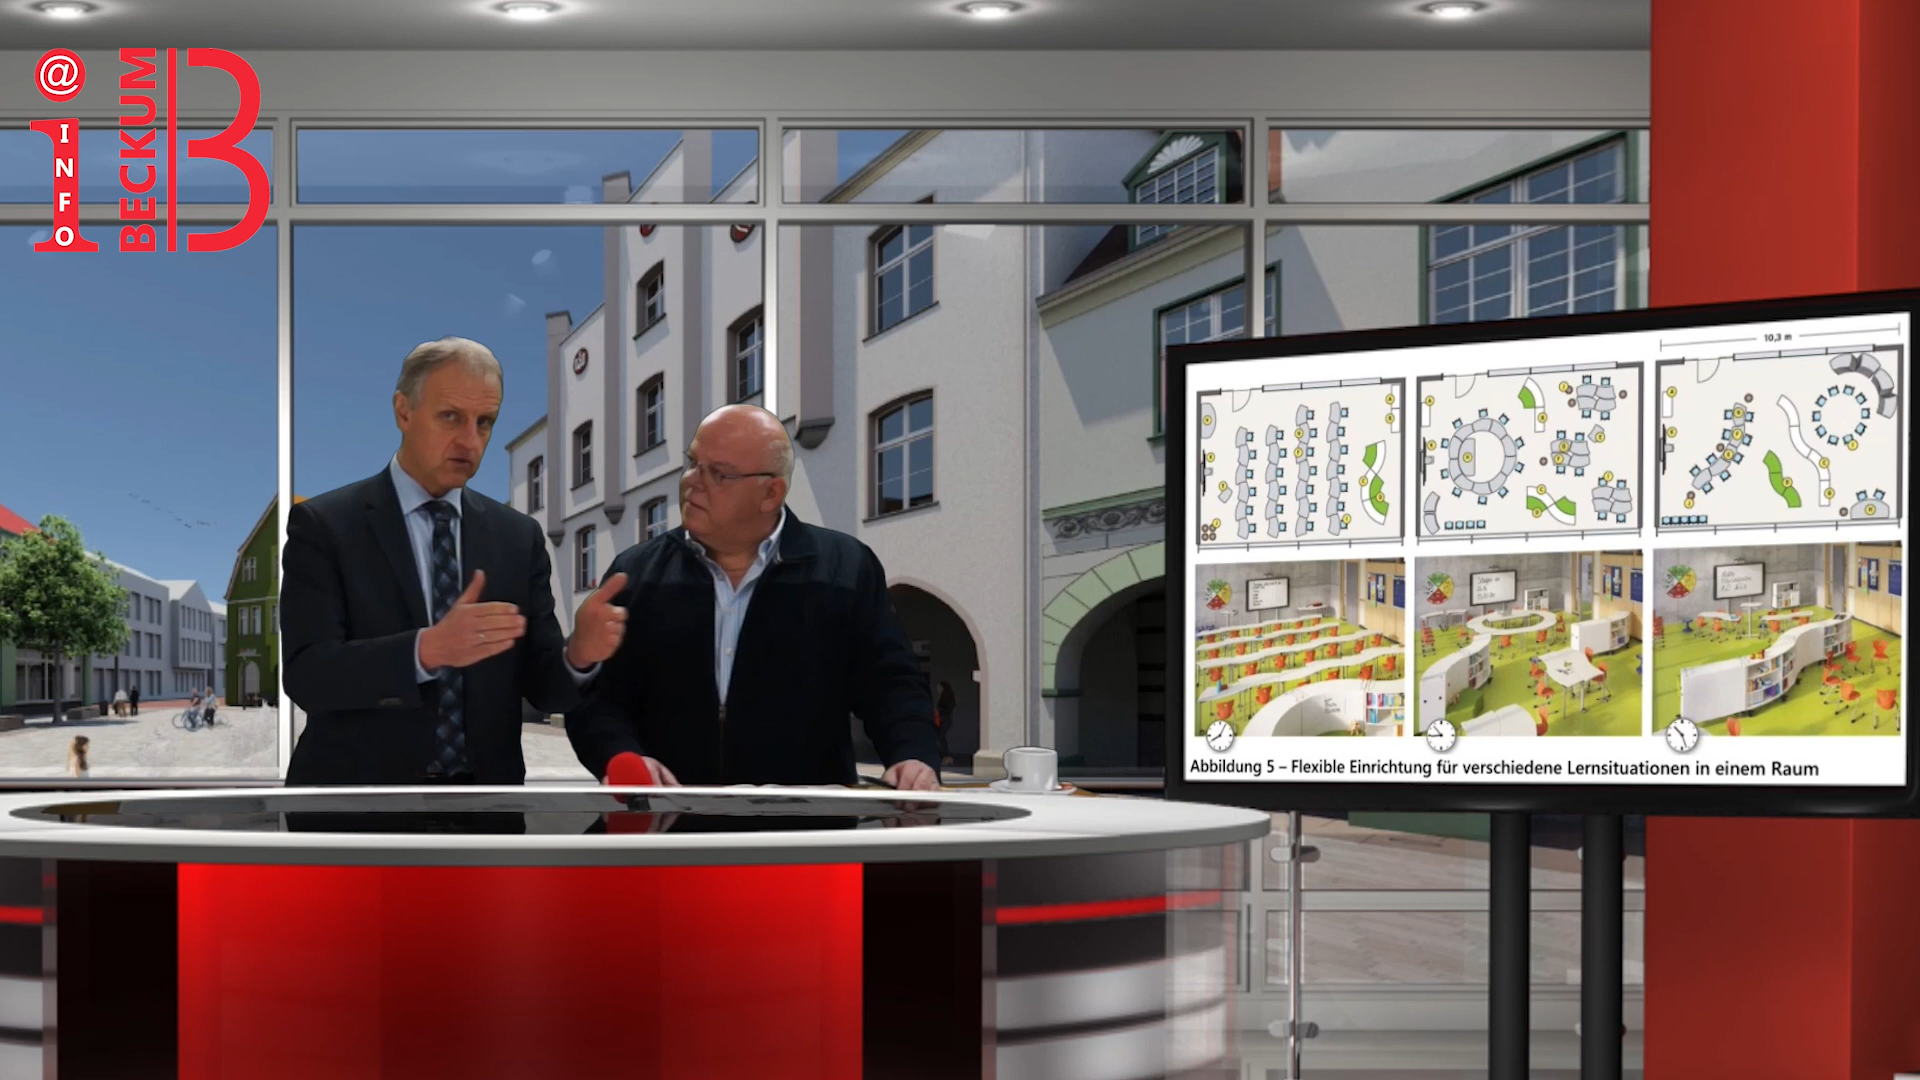 @
INFO
BECKUM
B
10,3 m
Abbildung 5 – Flexible Einrichtung für verschiedene Lernsituationen in einem Raum